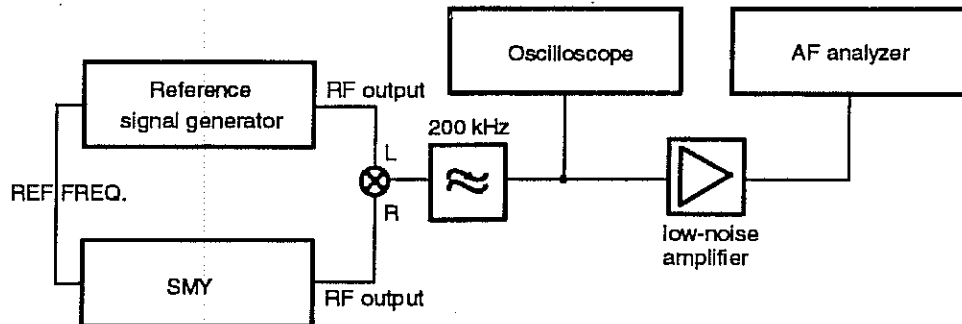 Oscilloscope
AF analyzer
Reference
signal generator
RF output
200 kHz
L
REF FREQ.
R
low-noise
amplifier
SMY
RF output